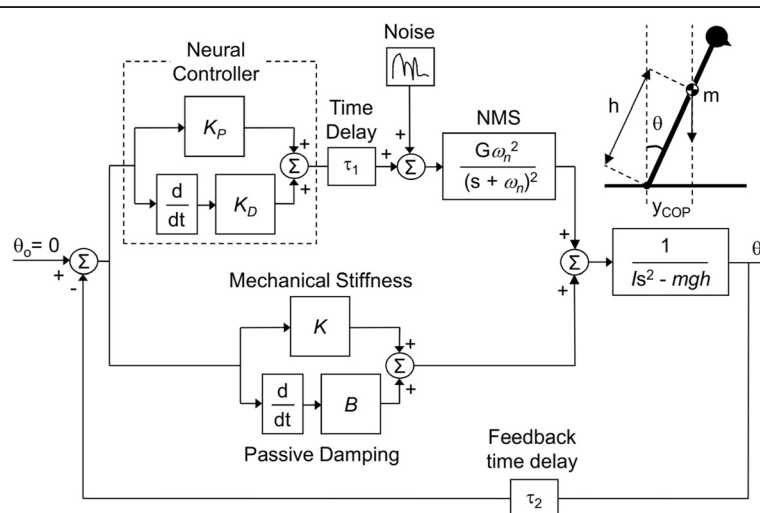 Noise
Neural
Controller
Time
Delay
NMS
h
m
θ
K_P
+
Σ
+
τ₁
+
+
Σ
Gω_n²
(s + ω_n)²
y_COP
d
dt
K_D
θ_o= 0
+
Σ
-
+
Σ
+
1
Is² - mgh
θ
Mechanical Stiffness
K
+
Σ
+
d
dt
B
Passive Damping
Feedback
time delay
τ₂